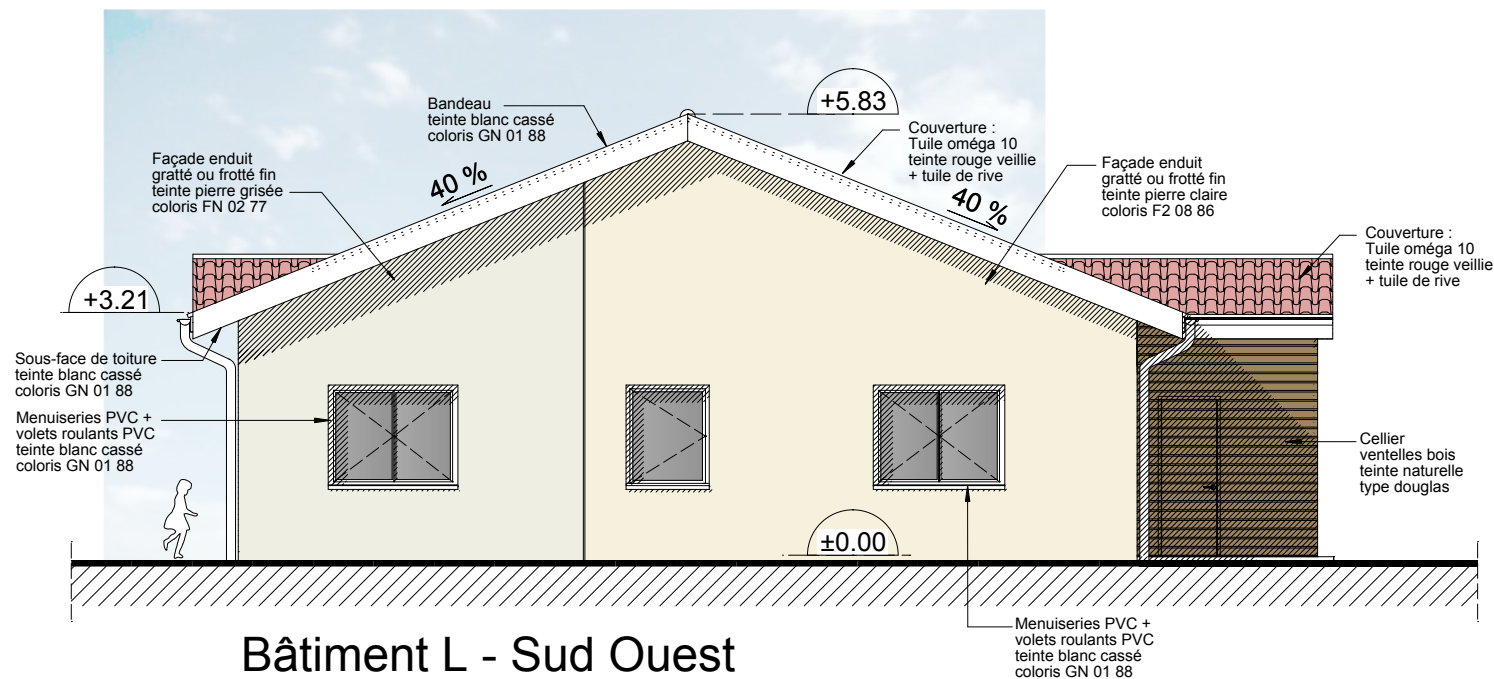 +5.83
Bandeau
teinte blanc cassé
coloris GN 01 88
Couverture :
Tuile oméga 10
teinte rouge veillie
+ tuile de rive
Façade enduit
gratté ou frotté fin
teinte pierre grisée
coloris FN 02 77
40 %
40 %
Façade enduit
gratté ou frotté fin
teinte pierre claire
coloris F2 08 86
Couverture :
Tuile oméga 10
teinte rouge veillie
+ tuile de rive
+3.21
Sous-face de toiture
teinte blanc cassé
coloris GN 01 88
Menuiseries PVC +
volets roulants PVC
teinte blanc cassé
coloris GN 01 88
Cellier
ventelles bois
teinte naturelle
type douglas
±0.00
Menuiseries PVC +
volets roulants PVC
teinte blanc cassé
coloris GN 01 88
Bâtiment L - Sud Ouest